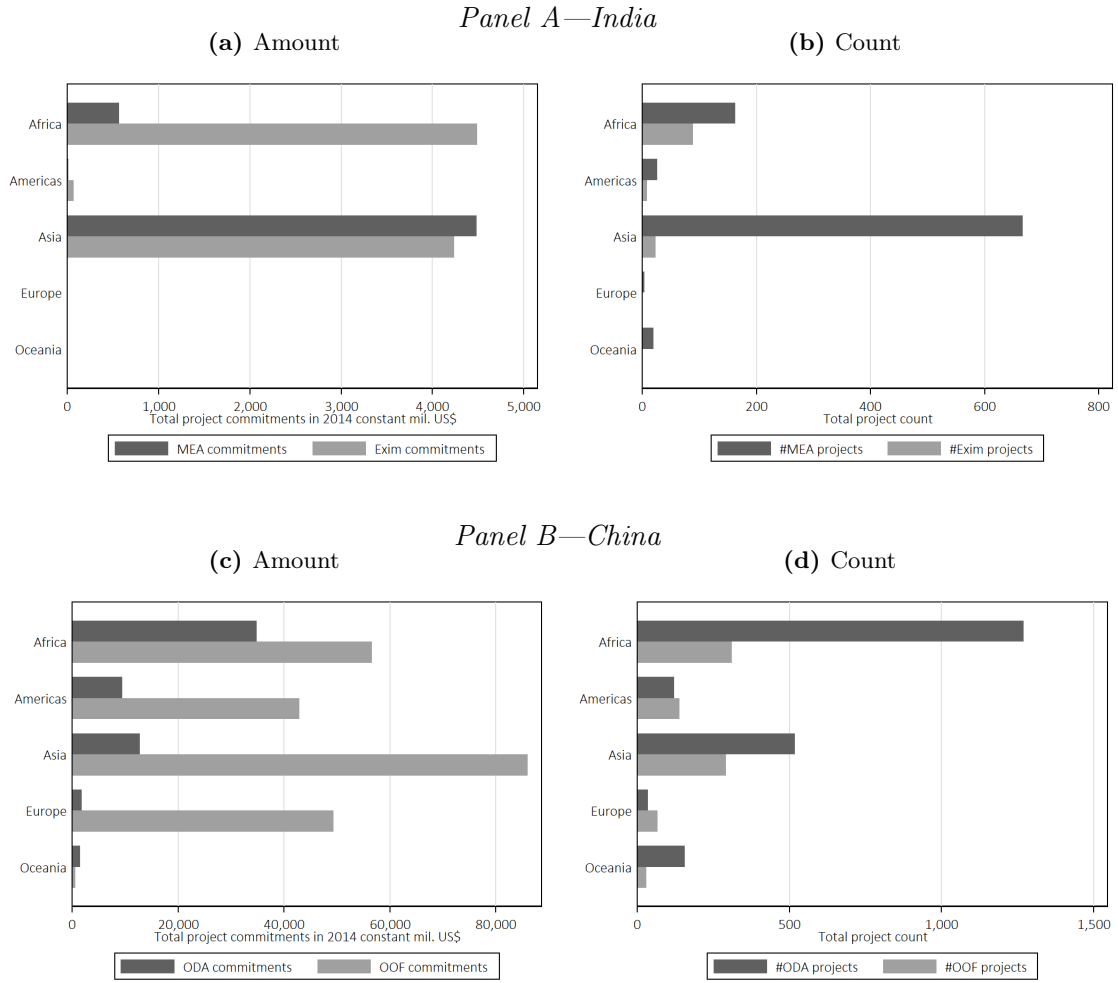 Panel A—India
(a) Amount
(b) Count
Africa
Americas
Asia
Europe
Oceania
0 1,000 2,000 3,000 4,000 5,000
Total project commitments in 2014 constant mil. US$
MEA commitments Exim commitments
Africa
Americas
Asia
Europe
Oceania
0 200 400 600 800
Total project count
#MEA projects #Exim projects
Panel B—China
(c) Amount
(d) Count
Africa
Americas
Asia
Europe
Oceania
0 20,000 40,000 60,000 80,000
Total project commitments in 2014 constant mil. US$
ODA commitments OOF commitments
Africa
Americas
Asia
Europe
Oceania
0 500 1,000 1,500
Total project count
#ODA projects #OOF projects